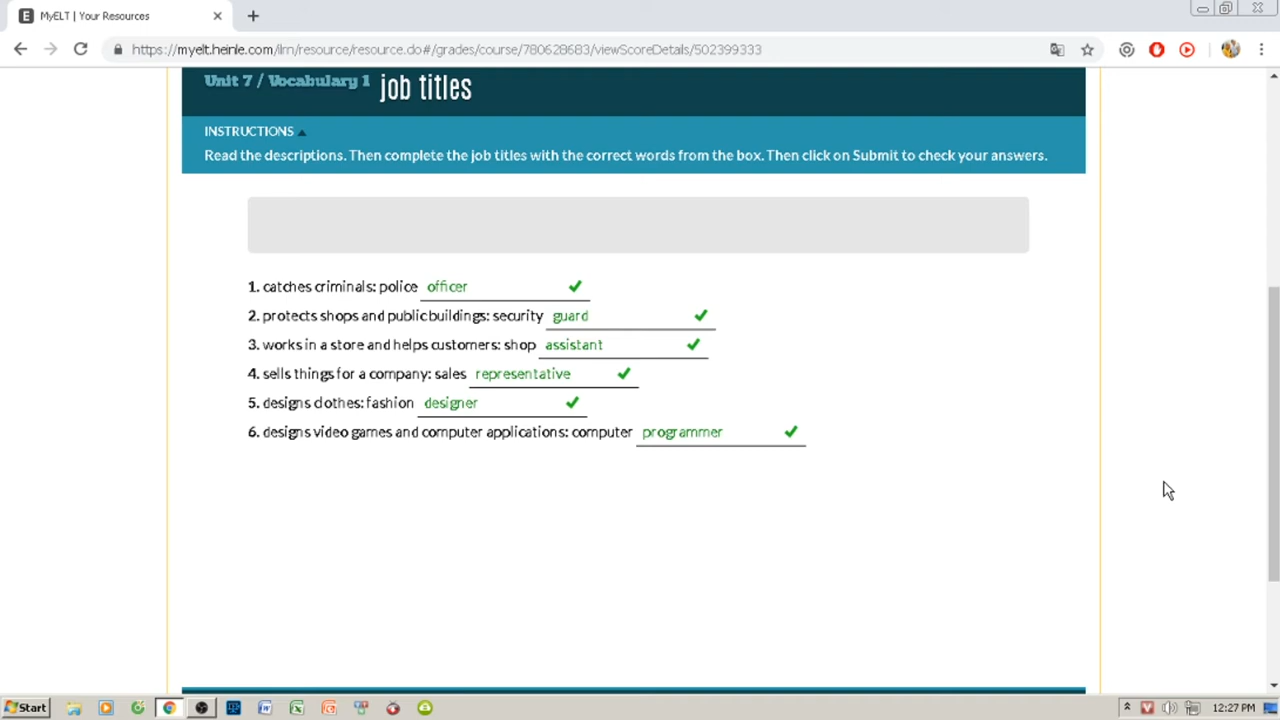 MyELT | Your Resources
https://myelt.heinle.com/ilrn/resource/resource.do#/grades/course/780628683/viewScoreDetails/502399333
Unit 7 / Vocabulary 1 job titles
INSTRUCTIONS
Read the descriptions. Then complete the job titles with the correct words from the box. Then click on Submit to check your answers.
1. catches criminals: police officer
2. protects shops and public buildings: security guard
3. works in a store and helps customers: shop assistant
4. sells things for a company: sales representative
5. designs clothes: fashion designer
6. designs video games and computer applications: computer programmer
Start
12:27 PM